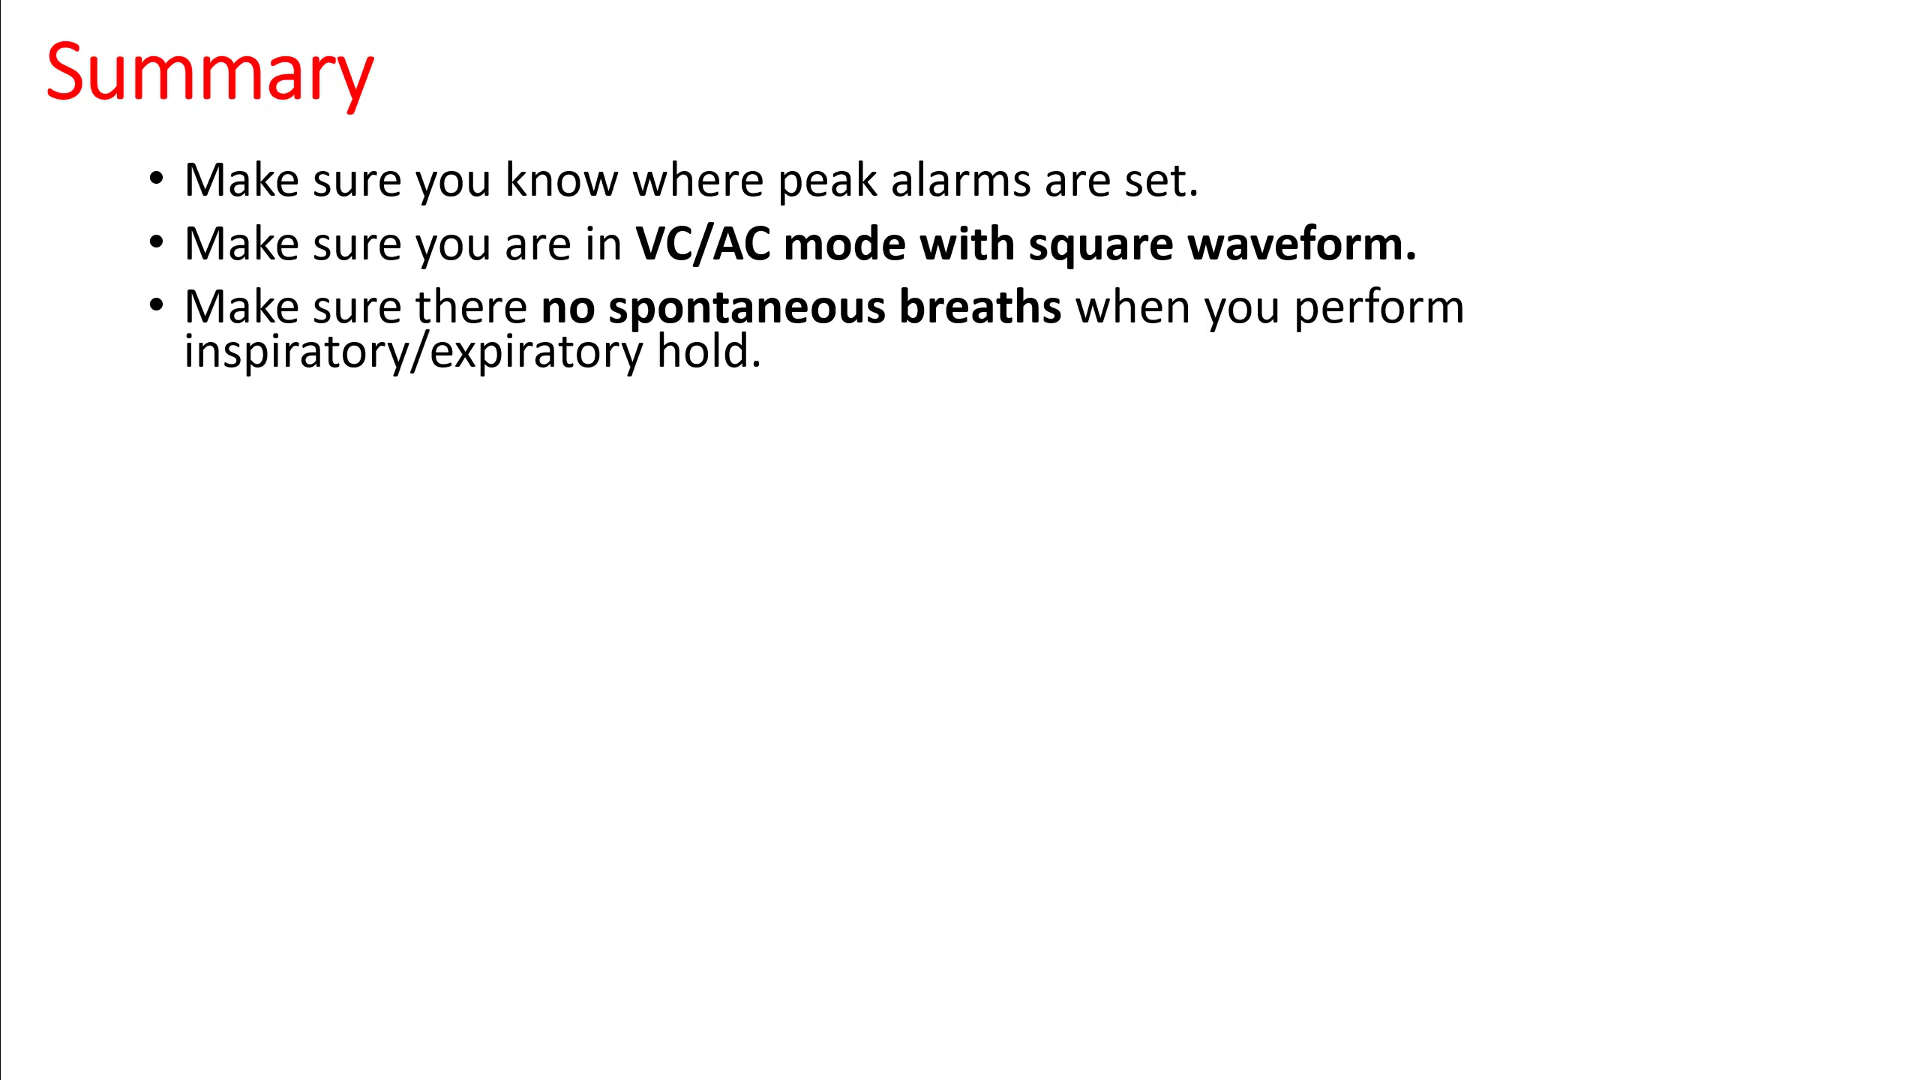 Summary
• Make sure you know where peak alarms are set.
• Make sure you are in VC/AC mode with square waveform.
• Make sure there no spontaneous breaths when you perform
inspiratory/expiratory hold.